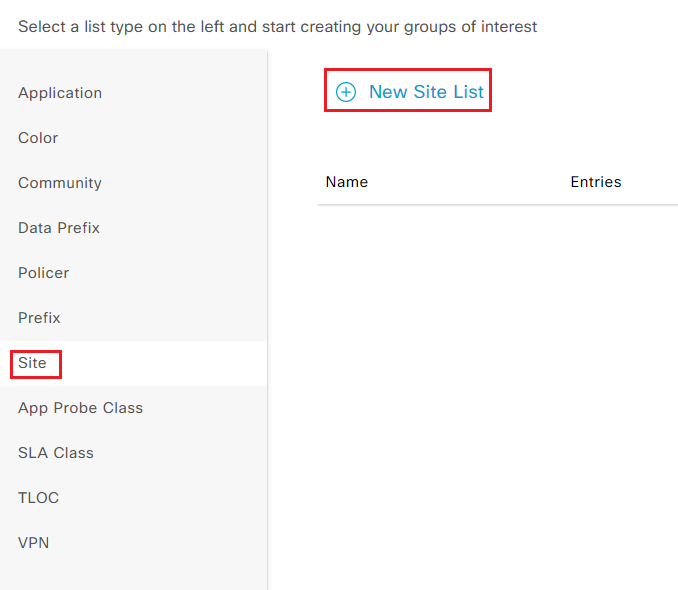 Select a list type on the left and start creating your groups of interest
Application
Color
Community
Data Prefix
Policer
Prefix
Site
App Probe Class
SLA Class
TLOC
VPN
New Site List
Name Entries